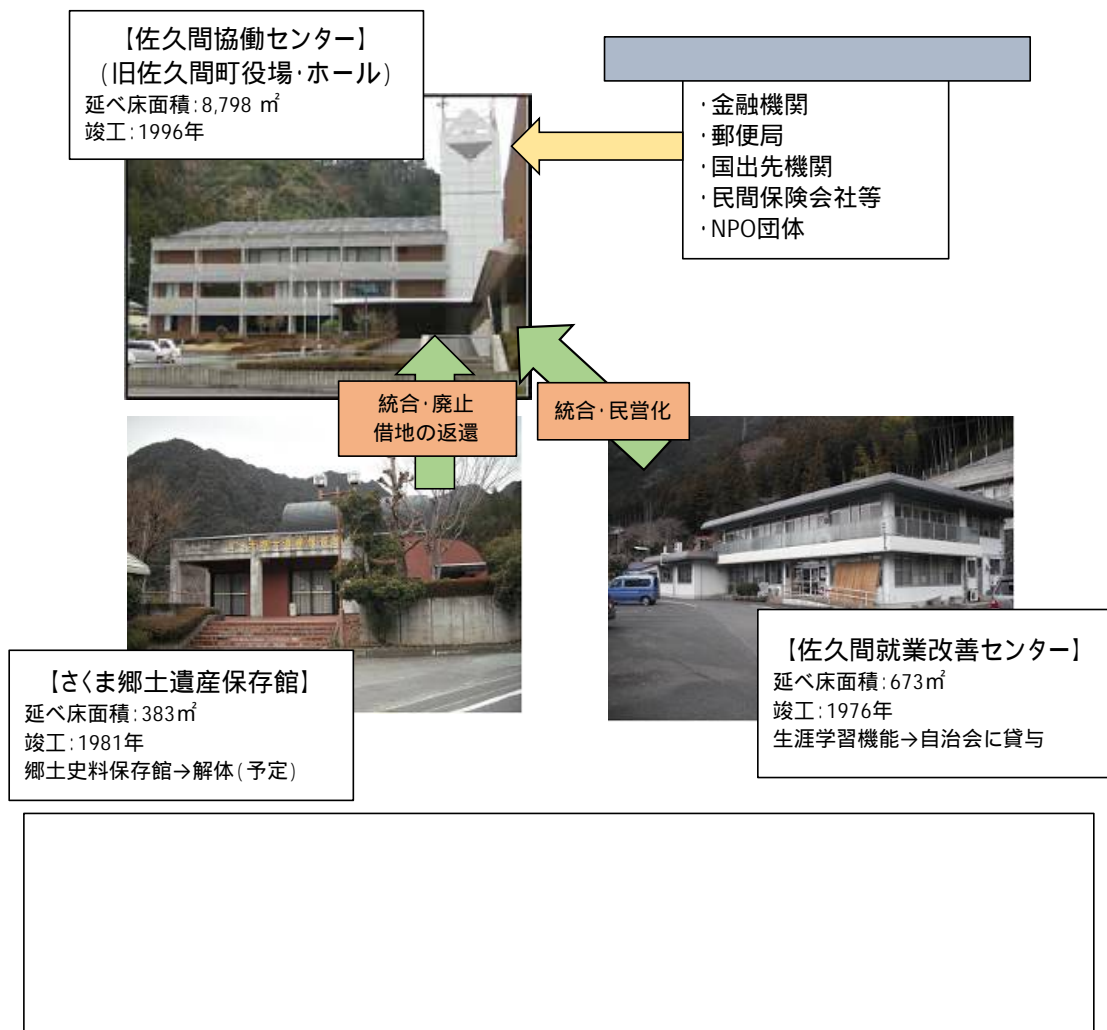 【佐久間協働センター】
(旧佐久間町役場・ホール)
延べ床面積:8,798 ㎡
竣工:1996年
・金融機関
・郵便局
・国出先機関
・民間保険会社等
・NPO団体
統合・廃止
借地の返還
統合・民営化
【さくま郷土遺産保存館】
延べ床面積:383㎡
竣工:1981年
郷土史料保存館→解体(予定)
【佐久間就業改善センター】
延べ床面積:673㎡
竣工:1976年
生涯学習機能→自治会に貸与